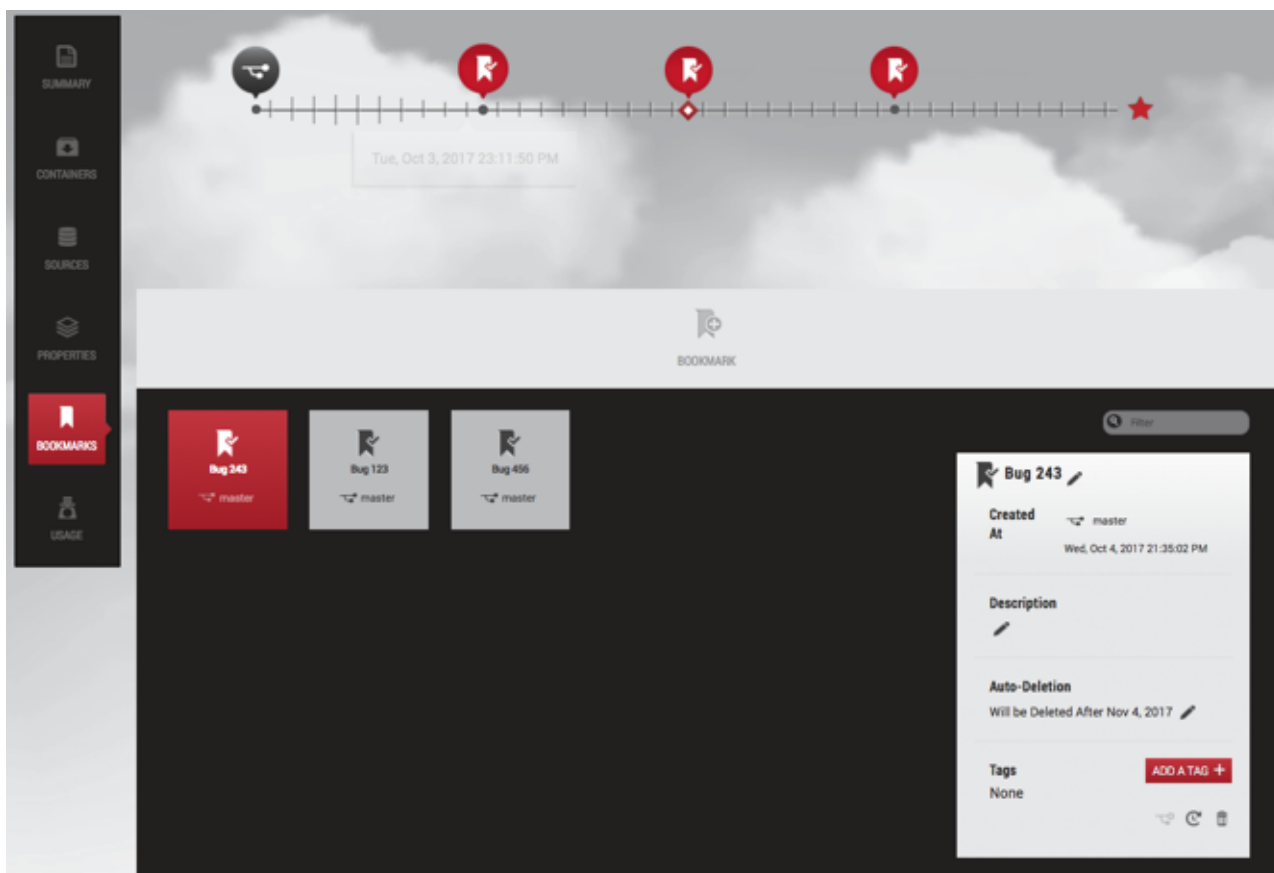 SUMMARY
CONTAINERS
SOURCES
PROPERTIES
BOOKMARKS
USAGE
Tue, Oct 3, 2017 23:11:50 PM
BOOKMARK
Bug 243
master
Bug 123
master
Bug 456
master
Filter
Bug 243
Created At
master
Wed, Oct 4, 2017 21:35:02 PM
Description
Auto-Deletion
Will be Deleted After Nov 4, 2017
Tags
ADD A TAG +
None